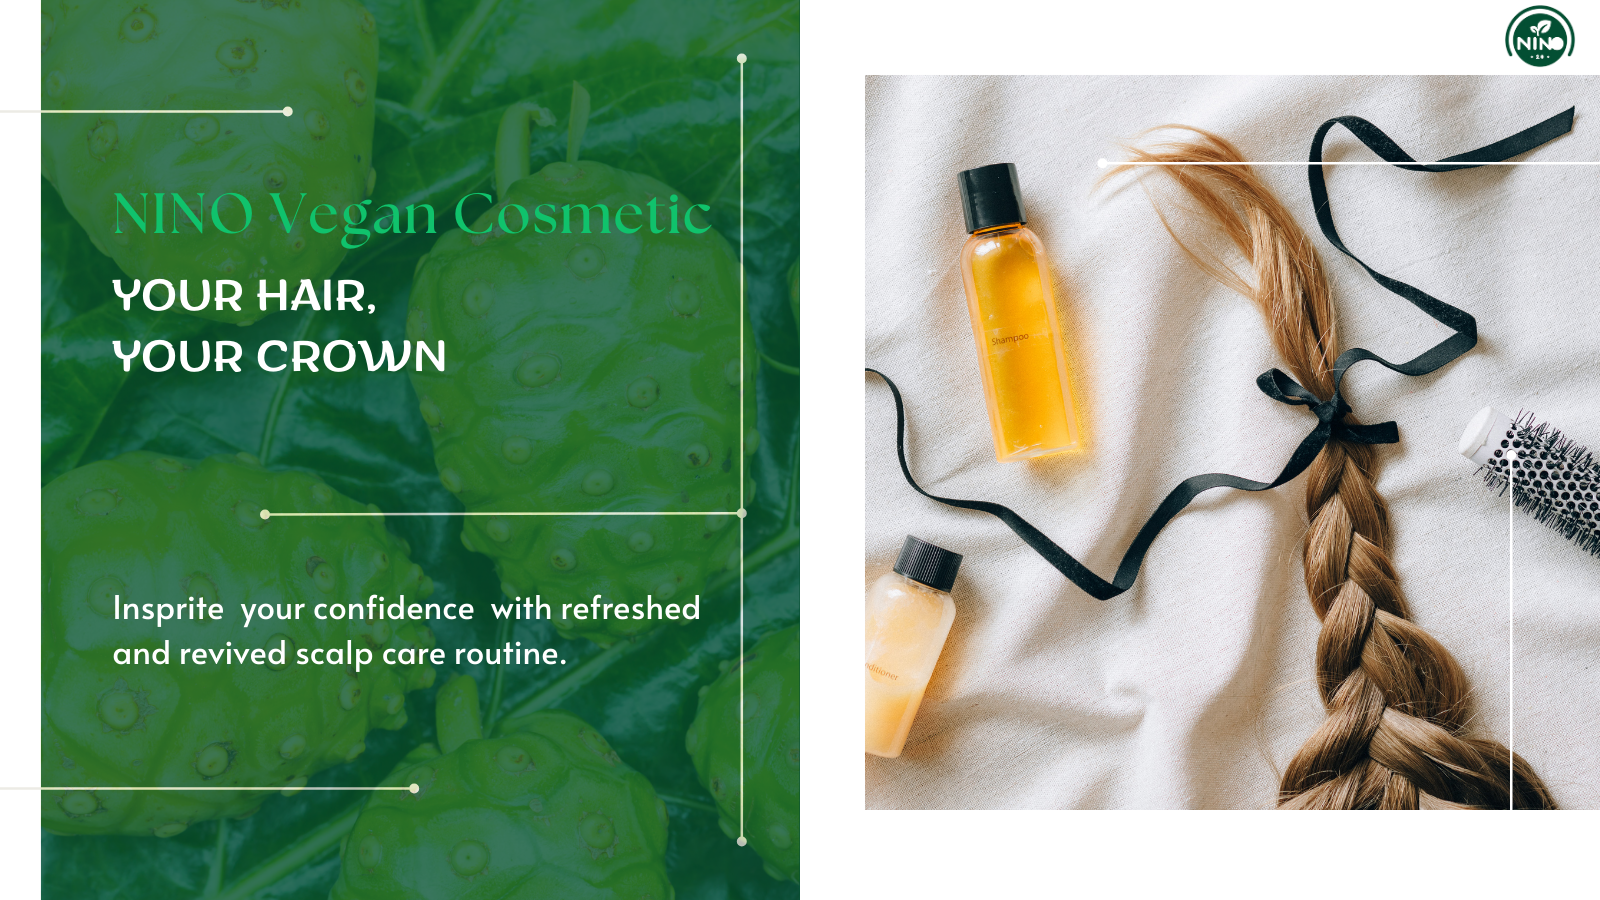 NINO
NINO Vegan Cosmetic
YOUR HAIR,
YOUR CROWN
Insprite your confidence with refreshed
and revived scalp care routine.
Shampoo